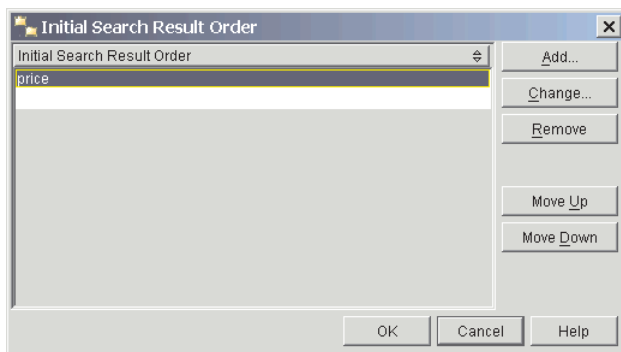 Initial Search Result Order
Initial Search Result Order
price
Add...
Change...
Remove
Move Up
Move Down
OK
Cancel
Help